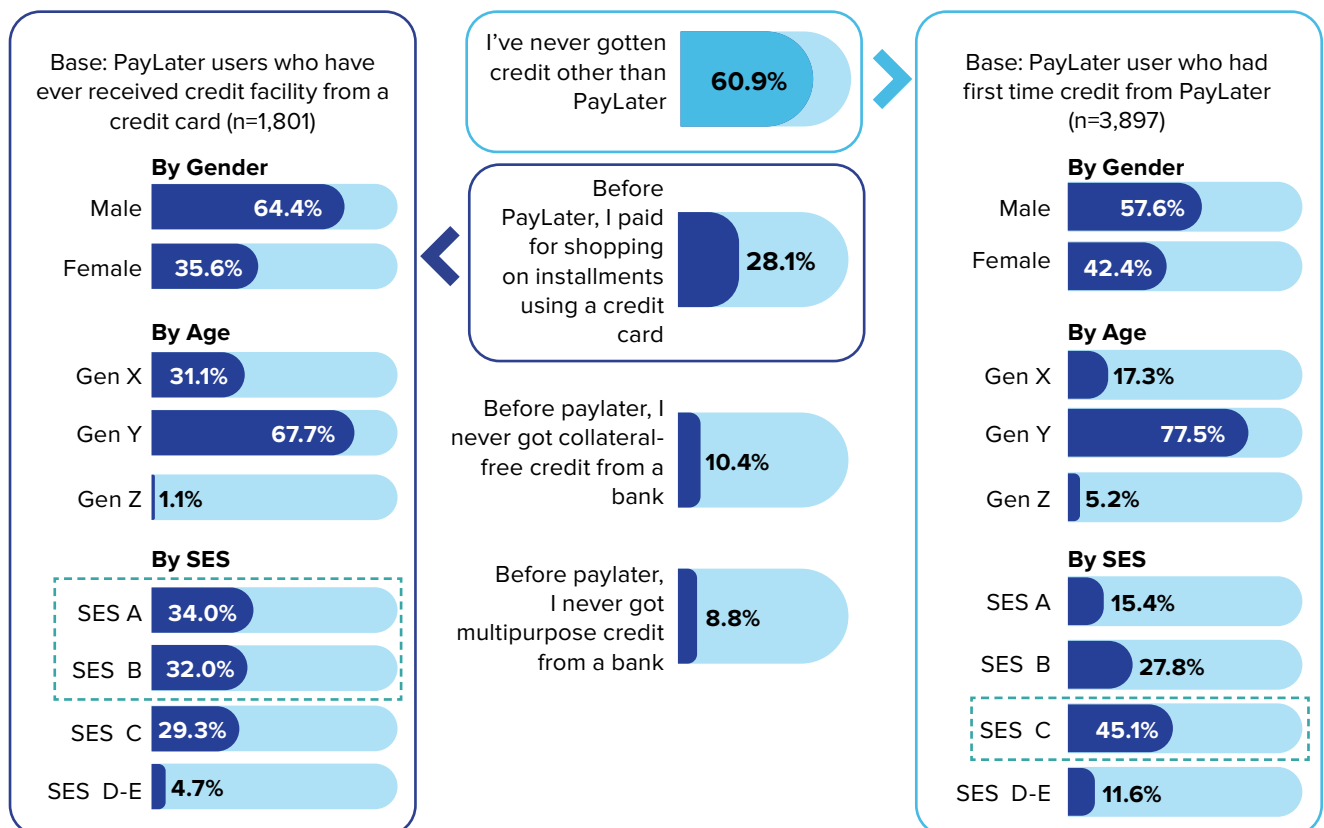 Base: PayLater users who have
ever received credit facility from a
credit card (n=1,801)
By Gender
Male 64.4%
Female 35.6%
By Age
Gen X 31.1%
Gen Y 67.7%
Gen Z 1.1%
By SES
SES A 34.0%
SES B 32.0%
SES C 29.3%
SES D-E 4.7%
I've never gotten
credit other than
PayLater
60.9%
Before
PayLater, I paid
for shopping
on installments
using a credit
card
28.1%
Before paylater, I
never got collateral-
free credit from a
bank
10.4%
Before paylater,
I never got
multipurpose credit
from a bank
8.8%
Base: PayLater user who had
first time credit from PayLater
(n=3,897)
By Gender
Male 57.6%
Female 42.4%
By Age
Gen X 17.3%
Gen Y 77.5%
Gen Z 5.2%
By SES
SES A 15.4%
SES B 27.8%
SES C 45.1%
SES D-E 11.6%